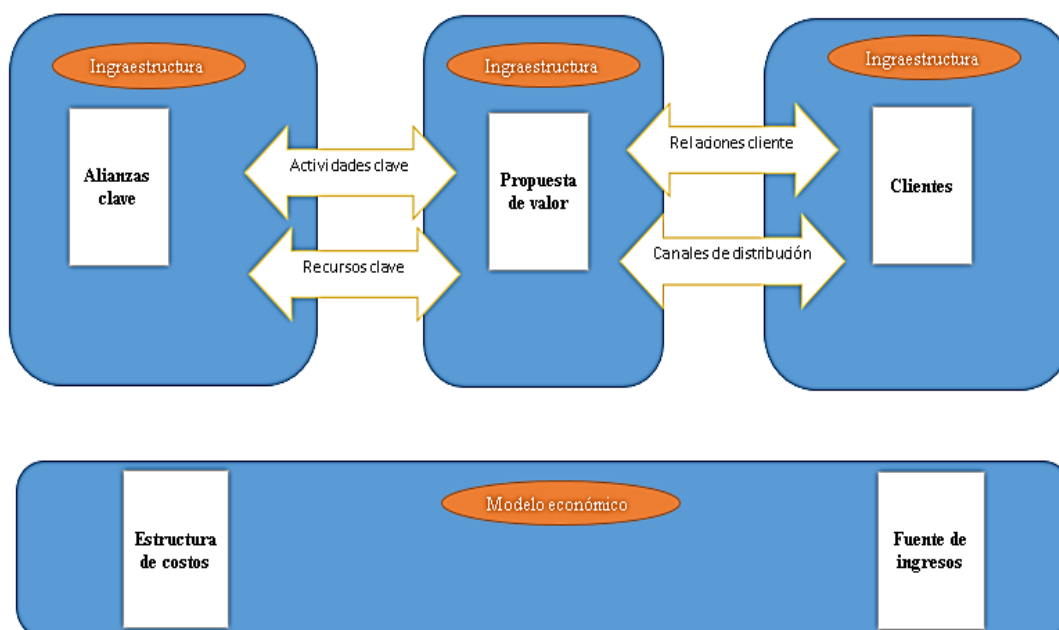 Ingraestructura
Ingraestructura
Ingraestructura
Alianzas
clave
Actividades clave
Recursos clave
Propuesta
de valor
Relaciones cliente
Canales de distribución
Clientes
Modelo económico
Estructura
de costos
Fuente de
ingresos